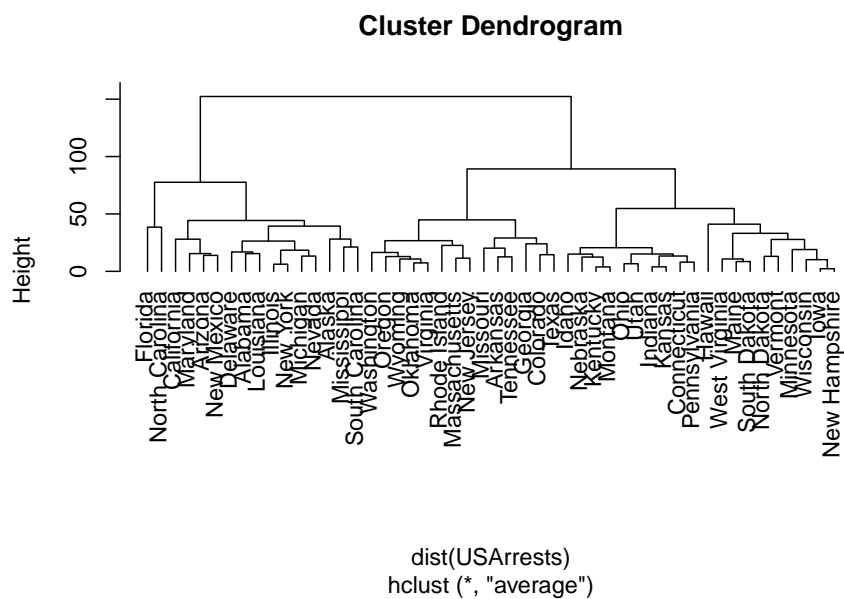 Cluster Dendrogram
Height
0
50
100
Florida
North Carolina
California
Maryland
Arizona
New Mexico
Delaware
Alabama
Louisiana
Illinois
New York
Michigan
Nevada
Alaska
Mississippi
South Carolina
Washington
Oregon
Wyoming
Oklahoma
Virginia
Rhode Island
Massachusetts
New Jersey
Missouri
Arkansas
Tennessee
Georgia
Colorado
Texas
Idaho
Nebraska
Kentucky
Montana
Ohio
Utah
Indiana
Kansas
Connecticut
Pennsylvania
Hawaii
West Virginia
Maine
South Dakota
North Dakota
Vermont
Minnesota
Wisconsin
Iowa
New Hampshire
dist(USArrests)
hclust (*, "average")